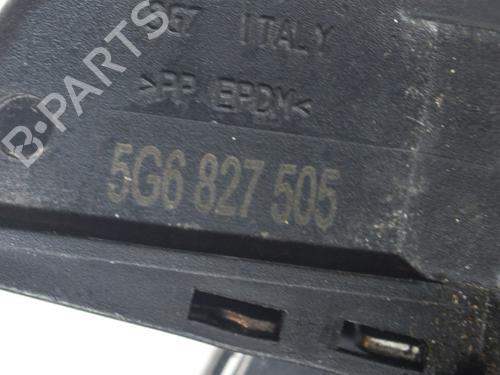 ITALY
>PP EPDM<
B-PARTS
5G6 827 505